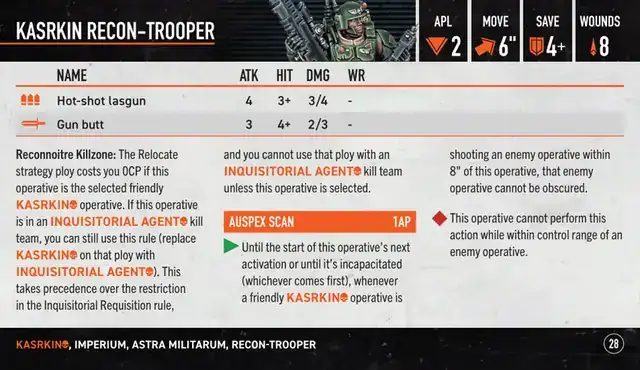 KASRKIN RECON-TROOPER
APL MOVE SAVE WOUNDS
2 6" 4+ 8
NAME ATK HIT DMG WR
Hot-shot lasgun 4 3+ 3/4 -
Gun butt 3 4+ 2/3 -
Reconnoitre Killzone: The Relocate
strategy ploy costs you 0CP if this
operative is the selected friendly
KASRKIN operative. If this operative
is in an INQUISITORIAL AGENT kill
team, you can still use this rule (replace
KASRKIN on that ploy with
INQUISITORIAL AGENT). This
takes precedence over the restriction
in the Inquisitorial Requisition rule,
and you cannot use that ploy with an
INQUISITORIAL AGENT kill team
unless this operative is selected.
AUSPEX SCAN 1AP
Until the start of this operative's next
activation or until it's incapacitated
(whichever comes first), whenever
a friendly KASRKIN operative is
shooting an enemy operative within
8" of this operative, that enemy
operative cannot be obscured.
This operative cannot perform this
action while within control range of an
enemy operative.
KASRKIN, IMPERIUM, ASTRA MILITARUM, RECON-TROOPER
28